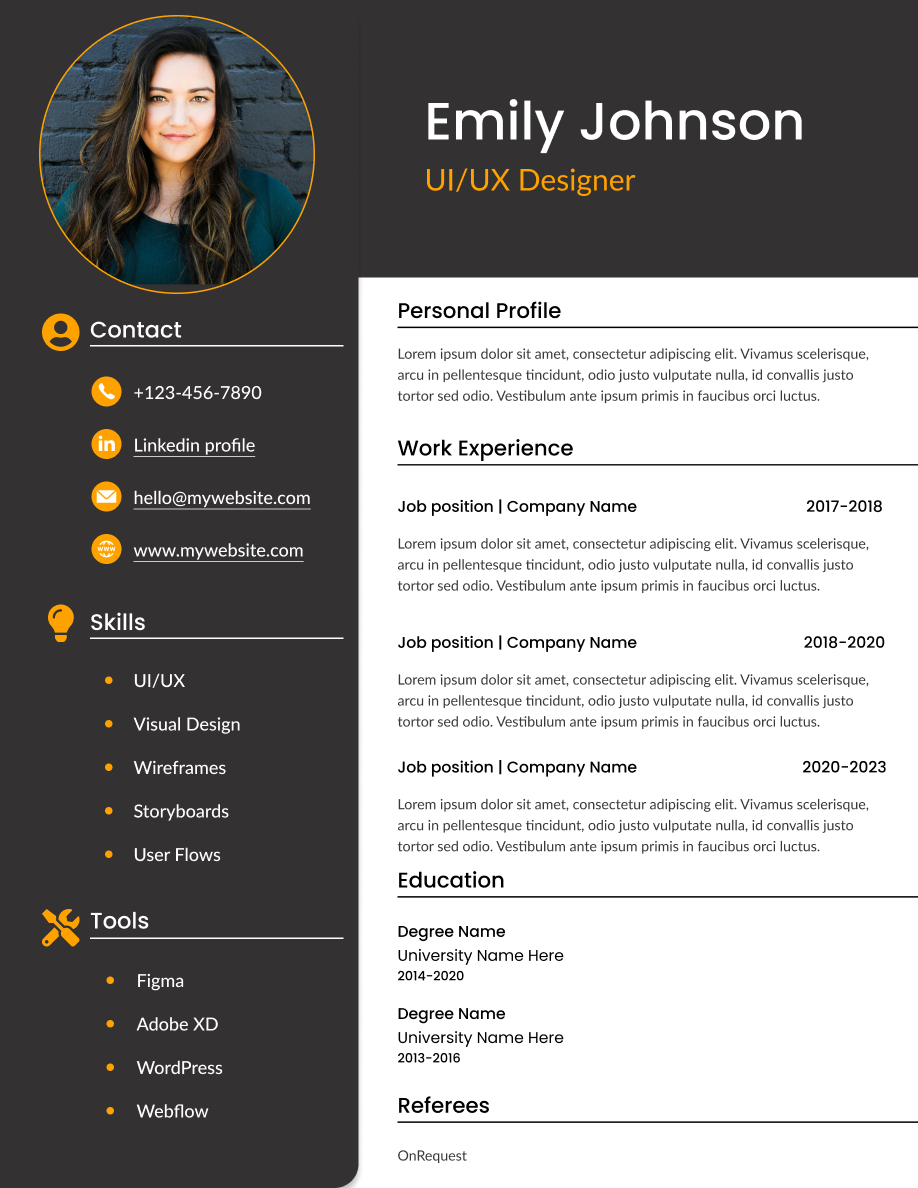 Emily Johnson
UI/UX Designer
Contact
+123-456-7890
in
Linkedin profile
hello@mywebsite.com
www
www.mywebsite.com
Skills
UI/UX
Visual Design
Wireframes
Storyboards
User Flows
Tools
Figma
Adobe XD
WordPress
Webflow
Personal Profile
Lorem ipsum dolor sit amet, consectetur adipiscing elit. Vivamus scelerisque,
arcu in pellentesque tincidunt, odio justo vulputate nulla, id convallis justo
tortor sed odio. Vestibulum ante ipsum primis in faucibus orci luctus.
Work Experience
Job position | Company Name 2017-2018
Lorem ipsum dolor sit amet, consectetur adipiscing elit. Vivamus scelerisque,
arcu in pellentesque tincidunt, odio justo vulputate nulla, id convallis justo
tortor sed odio. Vestibulum ante ipsum primis in faucibus orci luctus.
Job position | Company Name 2018-2020
Lorem ipsum dolor sit amet, consectetur adipiscing elit. Vivamus scelerisque,
arcu in pellentesque tincidunt, odio justo vulputate nulla, id convallis justo
tortor sed odio. Vestibulum ante ipsum primis in faucibus orci luctus.
Job position | Company Name 2020-2023
Lorem ipsum dolor sit amet, consectetur adipiscing elit. Vivamus scelerisque,
arcu in pellentesque tincidunt, odio justo vulputate nulla, id convallis justo
tortor sed odio. Vestibulum ante ipsum primis in faucibus orci luctus.
Education
Degree Name
University Name Here
2014-2020
Degree Name
University Name Here
2013-2016
Referees
OnRequest